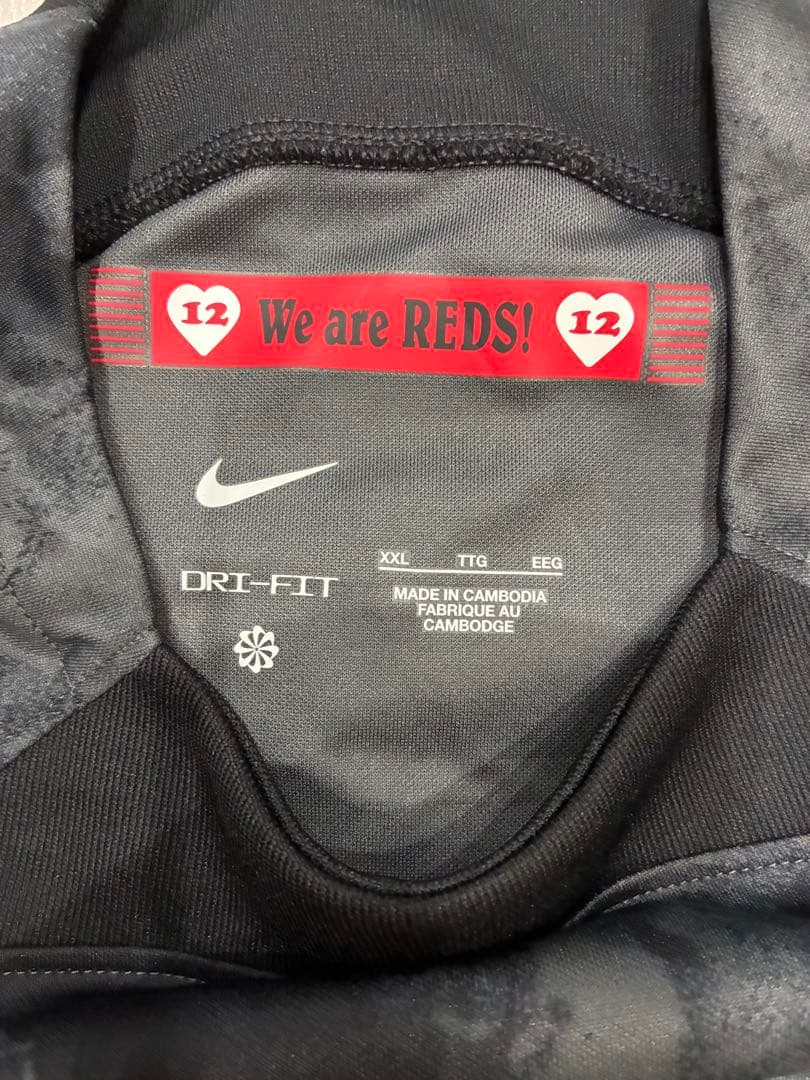 12 We are REDS! 12
XXL TTG EEG
DRI-FIT
MADE IN CAMBODIA
FABRIQUE AU
CAMBODGE